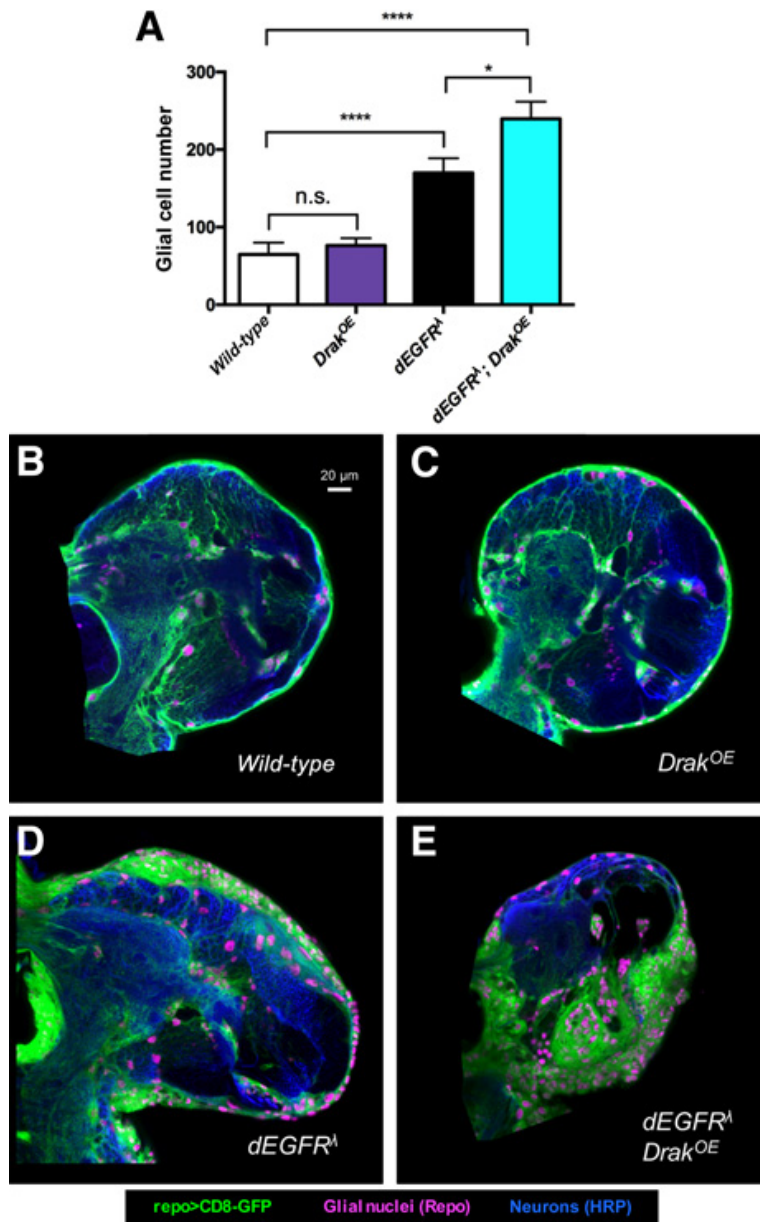 A
****
*
****
n.s.
Glial cell number
300
200
100
0
Wild-type
Drak^OE
dEGFR^λ
dEGFR^λ; Drak^OE
B
20 µm
Wild-type
C
Drak^OE
D
dEGFR^λ
E
dEGFR^λ
Drak^OE
repo>CD8-GFP Glial nuclei (Repo) Neurons (HRP)